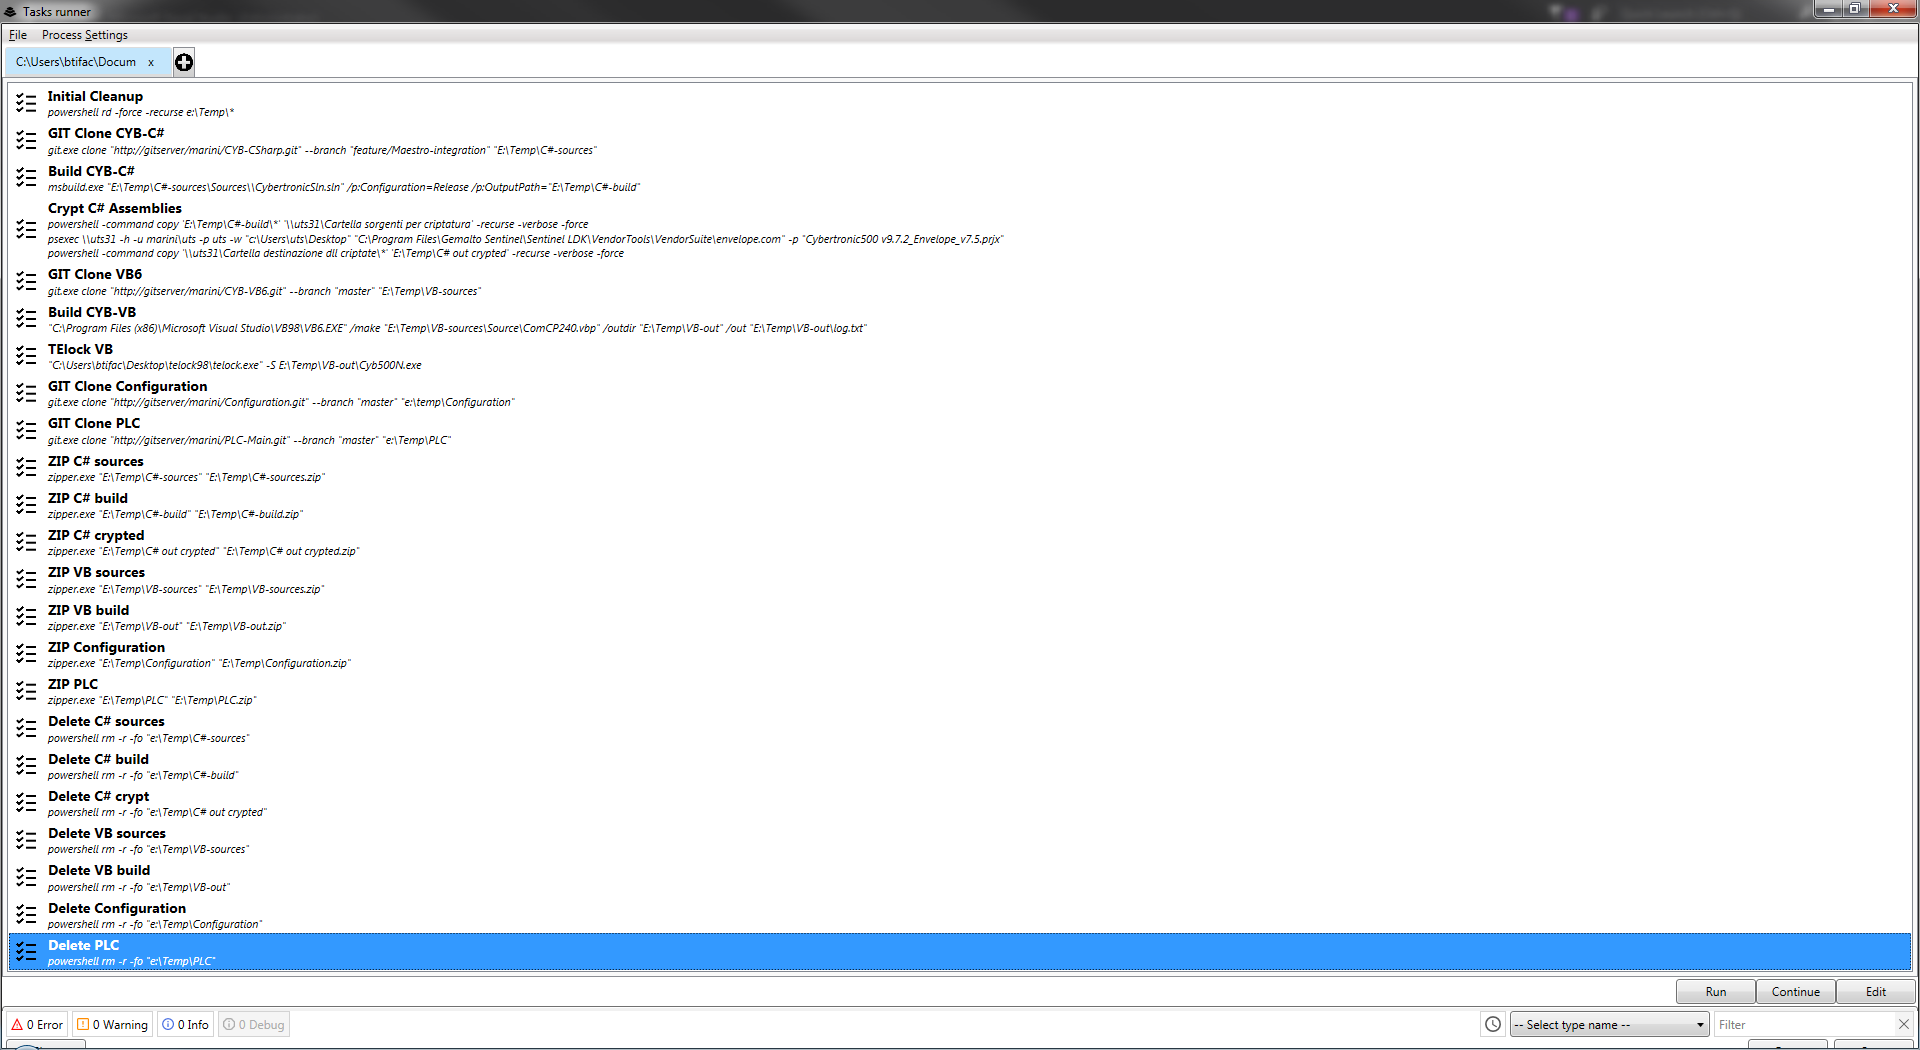 Tasks runner
File Process Settings
C:\Users\btifac\Docum x
Initial Cleanup
powershell rd -force -recurse e:\Temp\*
GIT Clone CYB-C#
git.exe clone "http://gitserver/marini/CYB-CSharp.git" --branch "feature/Maestro-integration" "E:\Temp\C#-sources"
Build CYB-C#
msbuild.exe "E:\Temp\C#-sources\Sources\\CybertronicSln.sln" /p:Configuration=Release /p:OutputPath="E:\Temp\C#-build"
Crypt C# Assemblies
powershell -command copy 'E:\Temp\C#-build\*' '\\uts31\Cartella sorgenti per criptatura' -recurse -verbose -force
psexec \\uts31 -h -u marini\uts -p uts -w "c:\Users\uts\Desktop" "C:\Program Files\Gemalto Sentinel\Sentinel LDK\VendorTools\VendorSuite\envelope.com" -p "Cybertronic500 v9.7.2_Envelope_v7.5.prjx"
powershell -command copy '\\uts31\Cartella destinazione dll criptate\*' 'E:\Temp\C# out crypted' -recurse -verbose -force
GIT Clone VB6
git.exe clone "http://gitserver/marini/CYB-VB6.git" --branch "master" "E:\Temp\VB-sources"
Build CYB-VB
"C:\Program Files (x86)\Microsoft Visual Studio\VB98\VB6.EXE" /make "E:\Temp\VB-sources\Source\ComCP240.vbp" /outdir "E:\Temp\VB-out" /out "E:\Temp\VB-out\log.txt"
TElock VB
"C:\Users\btifac\Desktop\telock98\telock.exe" -S E:\Temp\VB-out\Cyb500N.exe
GIT Clone Configuration
git.exe clone "http://gitserver/marini/Configuration.git" --branch "master" "e:\temp\Configuration"
GIT Clone PLC
git.exe clone "http://gitserver/marini/PLC-Main.git" --branch "master" "e:\Temp\PLC"
ZIP C# sources
zipper.exe "E:\Temp\C#-sources" "E:\Temp\C#-sources.zip"
ZIP C# build
zipper.exe "E:\Temp\C#-build" "E:\Temp\C#-build.zip"
ZIP C# crypted
zipper.exe "E:\Temp\C# out crypted" "E:\Temp\C# out crypted.zip"
ZIP VB sources
zipper.exe "E:\Temp\VB-sources" "E:\Temp\VB-sources.zip"
ZIP VB build
zipper.exe "E:\Temp\VB-out" "E:\Temp\VB-out.zip"
ZIP Configuration
zipper.exe "E:\Temp\Configuration" "E:\Temp\Configuration.zip"
ZIP PLC
zipper.exe "E:\Temp\PLC" "E:\Temp\PLC.zip"
Delete C# sources
powershell rm -r -fo "e:\Temp\C#-sources"
Delete C# build
powershell rm -r -fo "e:\Temp\C#-build"
Delete C# crypt
powershell rm -r -fo "e:\Temp\C# out crypted"
Delete VB sources
powershell rm -r -fo "e:\Temp\VB-sources"
Delete VB build
powershell rm -r -fo "e:\Temp\VB-out"
Delete Configuration
powershell rm -r -fo "e:\Temp\Configuration"
Delete PLC
powershell rm -r -fo "e:\Temp\PLC"
Run Continue Edit
0 Error 0 Warning 0 Info 0 Debug -- Select type name -- Filter